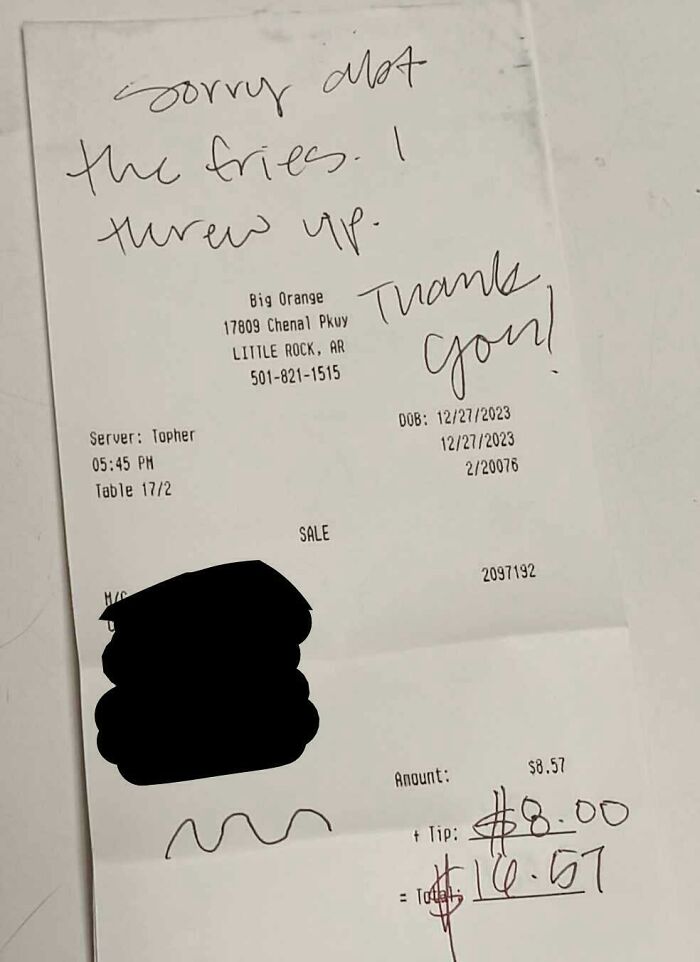 Sorry abt
the fries. I
threw up.
Thank
you!
Big Orange
17809 Chenal Pkwy
LITTLE ROCK, AR
501-821-1515
DOB: 12/27/2023
Server: Topher
12/27/2023
05:45 PM
2/20076
Table 17/2
SALE
2097192
Amount: $8.57
+ Tip: $8.00
= Total: $16.57